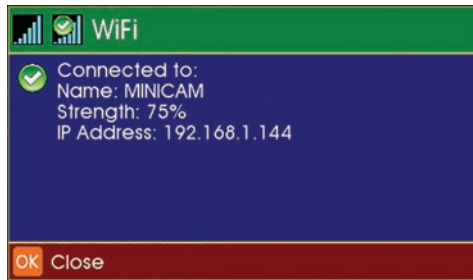 WiFi
Connected to:
Name: MINICAM
Strength: 75%
IP Address: 192.168.1.144
OK Close